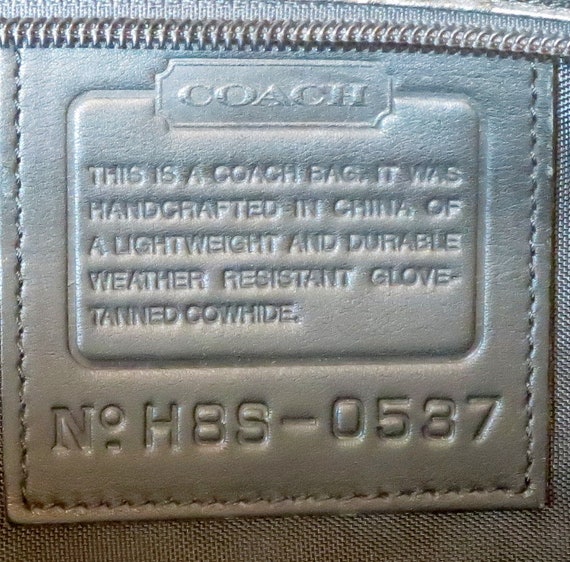 COACH
THIS IS A COACH BAG. IT WAS
HANDCRAFTED IN CHINA OF
A LIGHTWEIGHT AND DURABLE
WEATHER RESISTANT GLOVE-
TANNED COWHIDE.
No. H8S-0537